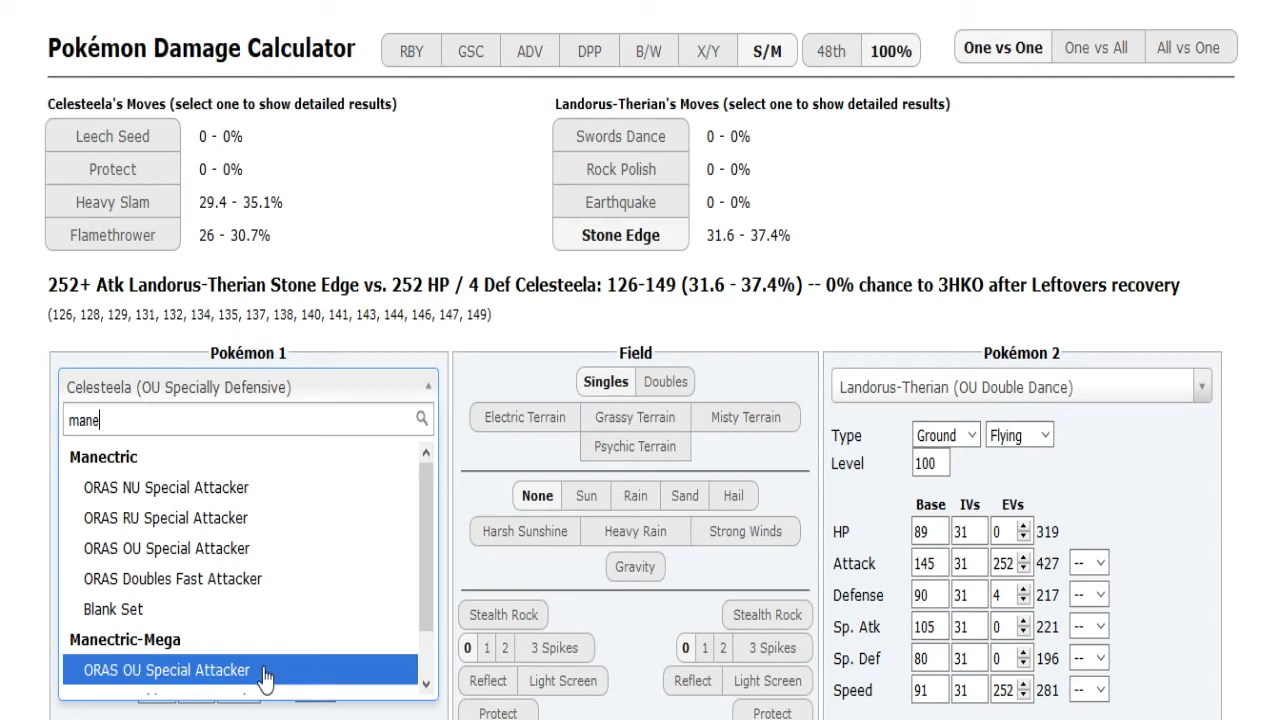 Pokémon Damage Calculator
RBY GSC ADV DPP B/W X/Y S/M 48th 100% One vs One One vs All All vs One
Celesteela's Moves (select one to show detailed results)
Landorus-Therian's Moves (select one to show detailed results)
Leech Seed 0 - 0%
Swords Dance 0 - 0%
Protect 0 - 0%
Rock Polish 0 - 0%
Heavy Slam 29.4 - 35.1%
Earthquake 0 - 0%
Flamethrower 26 - 30.7%
Stone Edge 31.6 - 37.4%
252+ Atk Landorus-Therian Stone Edge vs. 252 HP / 4 Def Celesteela: 126-149 (31.6 - 37.4%) -- 0% chance to 3HKO after Leftovers recovery
(126, 128, 129, 131, 132, 134, 135, 137, 138, 140, 141, 143, 144, 146, 147, 149)
Pokémon 1
Celesteela (OU Specially Defensive)
mane
Manectric
ORAS NU Special Attacker
ORAS RU Special Attacker
ORAS OU Special Attacker
ORAS Doubles Fast Attacker
Blank Set
Manectric-Mega
ORAS OU Special Attacker
Field
Singles Doubles
Electric Terrain Grassy Terrain Misty Terrain
Psychic Terrain
None Sun Rain Sand Hail
Harsh Sunshine Heavy Rain Strong Winds
Gravity
Stealth Rock Stealth Rock
0 1 2 3 Spikes 0 1 2 3 Spikes
Reflect Light Screen Reflect Light Screen
Protect Protect
Pokémon 2
Landorus-Therian (OU Double Dance)
Type Ground Flying
Level 100
Base IVs EVs
HP 89 31 0 319
Attack 145 31 252 427 --
Defense 90 31 4 217 --
Sp. Atk 105 31 0 221 --
Sp. Def 80 31 0 196 --
Speed 91 31 252 281 --